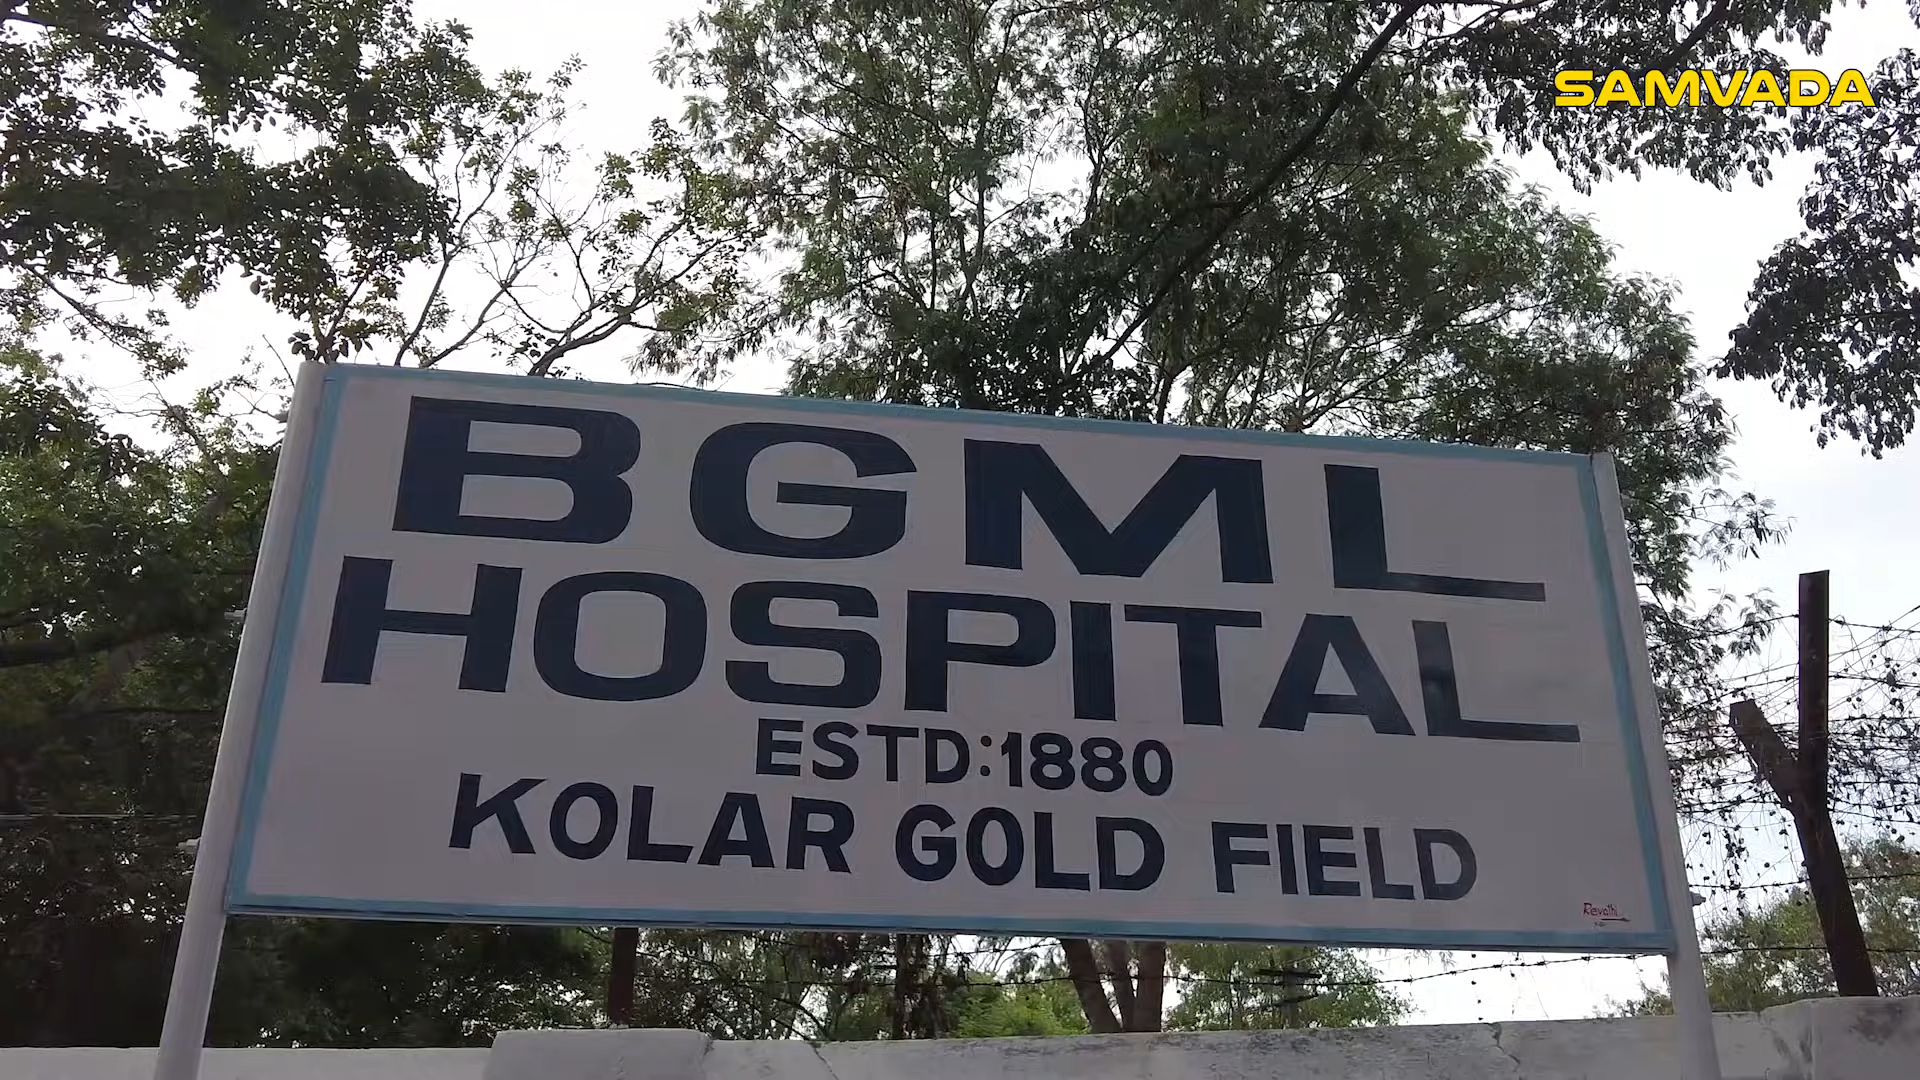 SAMVADA
BGML
HOSPITAL
ESTD:1880
KOLAR GOLD FIELD
Revathi